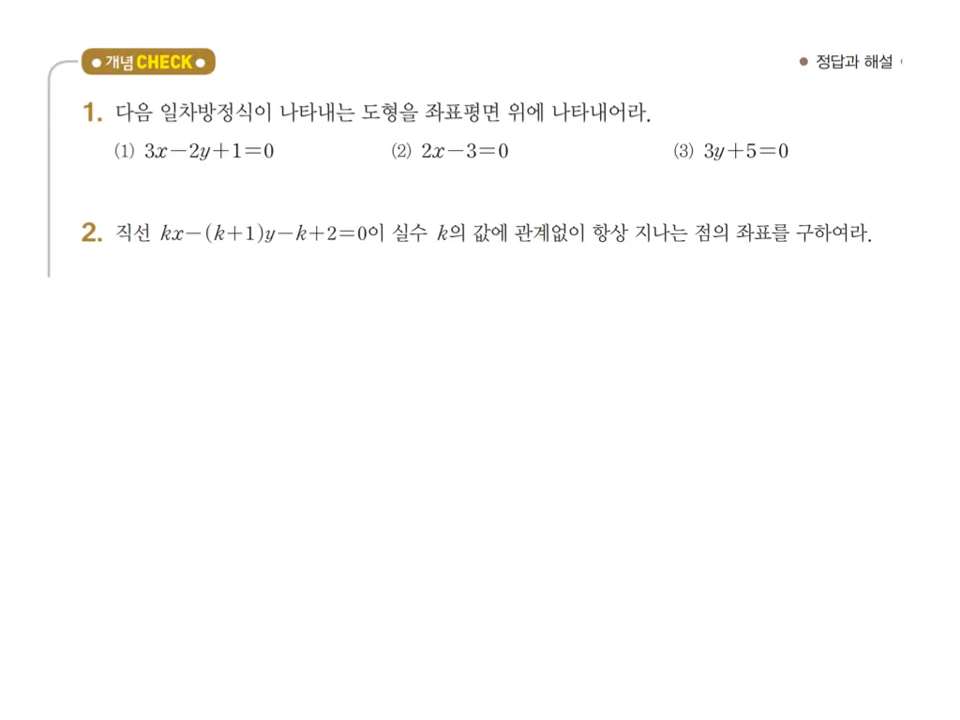 개념 CHECK
정답과 해설
1. 다음 일차방정식이 나타내는 도형을 좌표평면 위에 나타내어라.
(1) 3x-2y+1=0 (2) 2x-3=0 (3) 3y+5=0
2. 직선 kx-(k+1)y-k+2=0이 실수 k의 값에 관계없이 항상 지나는 점의 좌표를 구하여라.